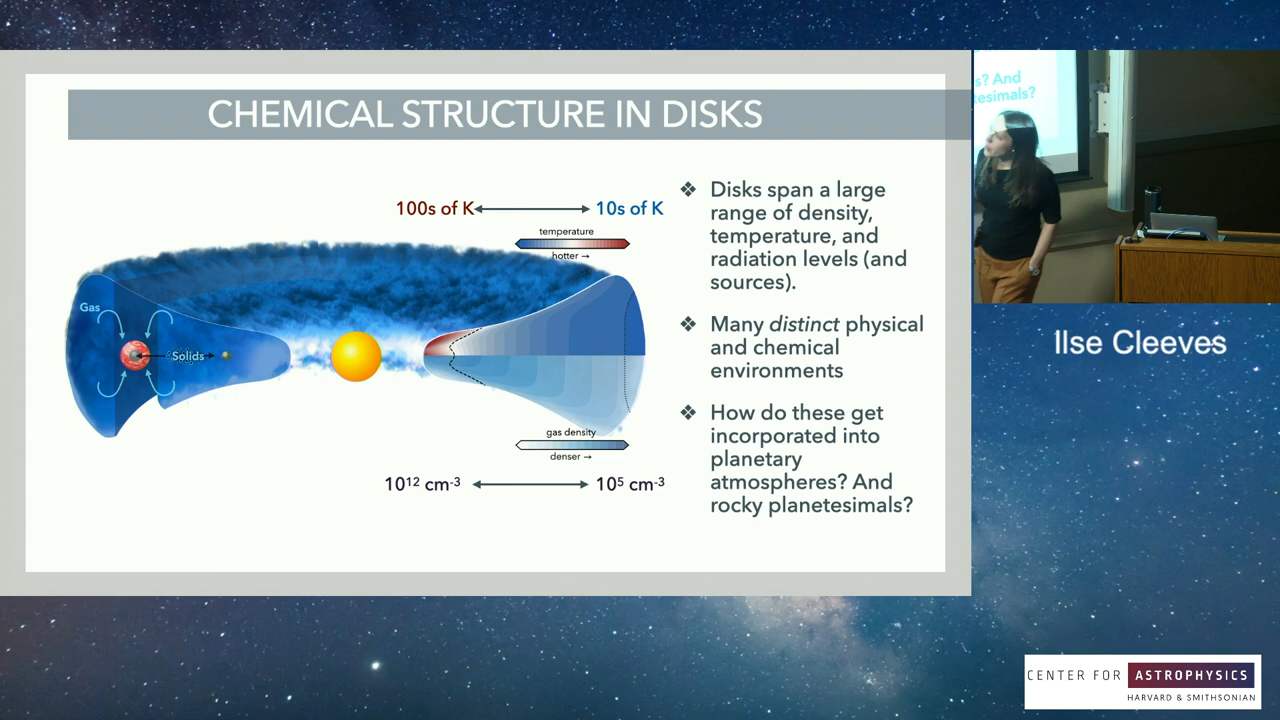 CHEMICAL STRUCTURE IN DISKS
100s of K
10s of K
temperature
hotter →
Gas
Solids
gas density
denser →
10¹² cm⁻³
10⁵ cm⁻³
❖ Disks span a large
range of density,
temperature, and
radiation levels (and
sources).
❖ Many distinct physical
and chemical
environments
❖ How do these get
incorporated into
planetary
atmospheres? And
rocky planetesimals?
s? And
tesimals?
Ilse Cleeves
CENTER FOR ASTROPHYSICS
HARVARD & SMITHSONIAN